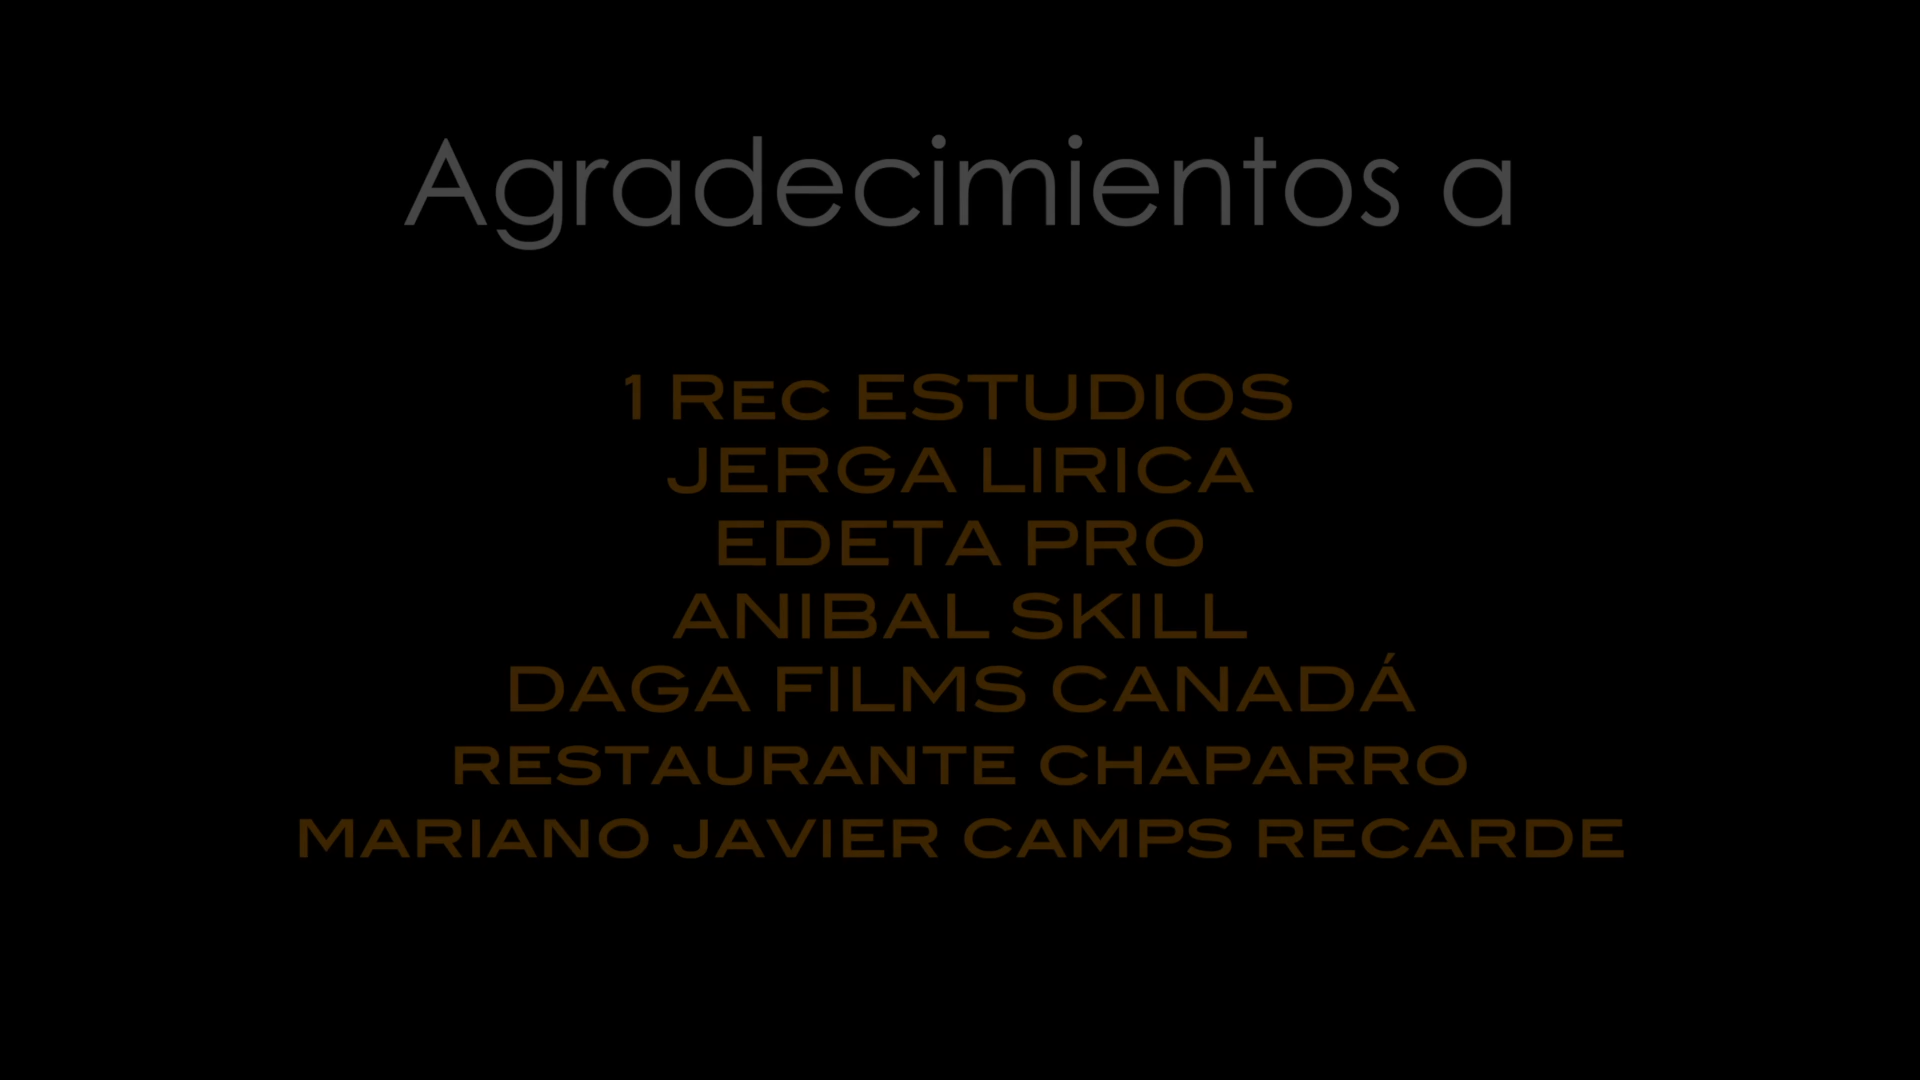 Agradecimientos a
1 Rec ESTUDIOS
JERGA LIRICA
EDETA PRO
ANIBAL SKILL
DAGA FILMS CANADÁ
RESTAURANTE CHAPARRO
MARIANO JAVIER CAMPS RECARDE